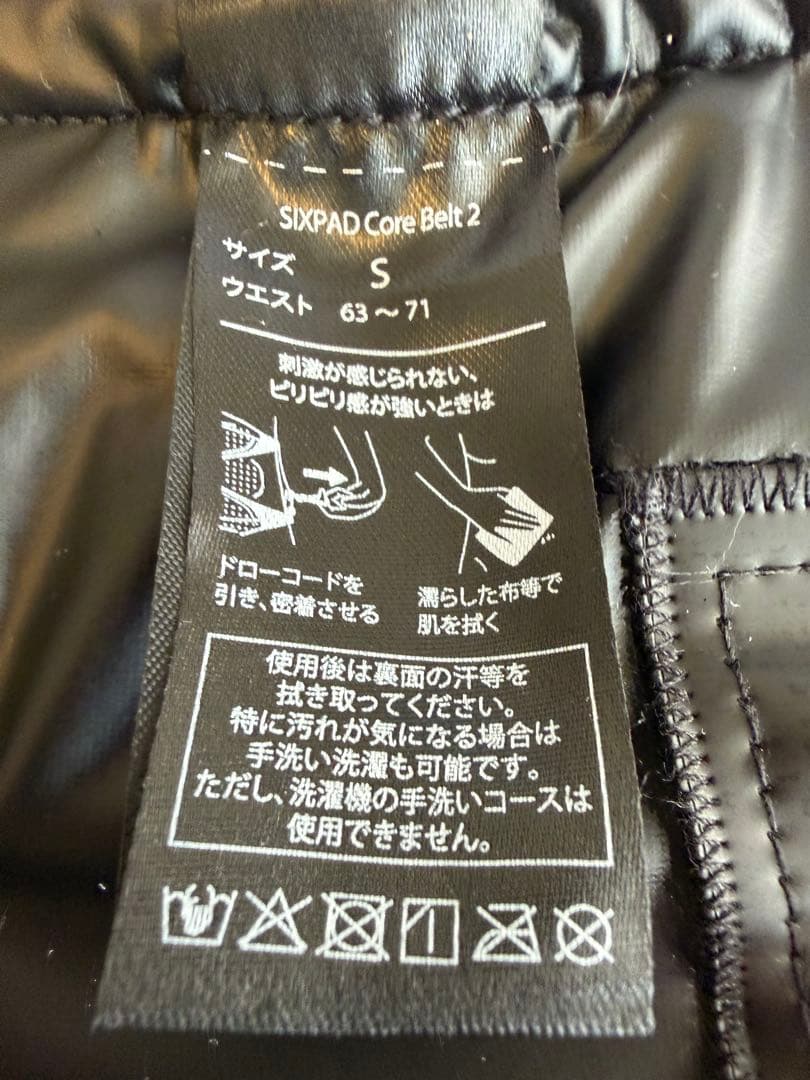 SIXPAD Core Belt 2
サイズ S
ウエスト 63～71
刺激が感じられない、
ピリピリ感が強いときは
ドローコードを
引き、密着させる
濡らした布等で
肌を拭く
使用後は裏面の汗等を
拭き取ってください。
特に汚れが気になる場合は
手洗い洗濯も可能です。
ただし、洗濯機の手洗いコースは
使用できません。